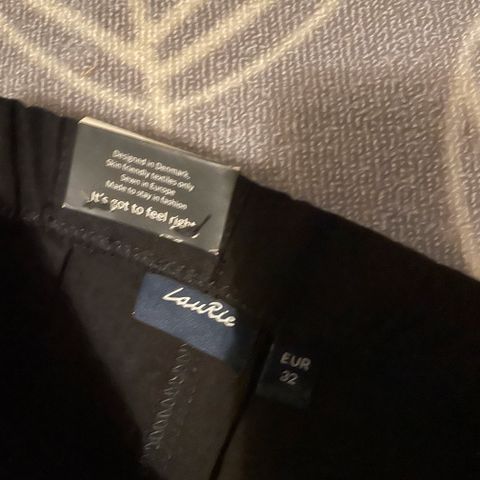 Designed in Denmark,
Skin friendly textiles only
Sewn in Europe
Made to stay in fashion
It's got to feel right
LauRie
EUR
32